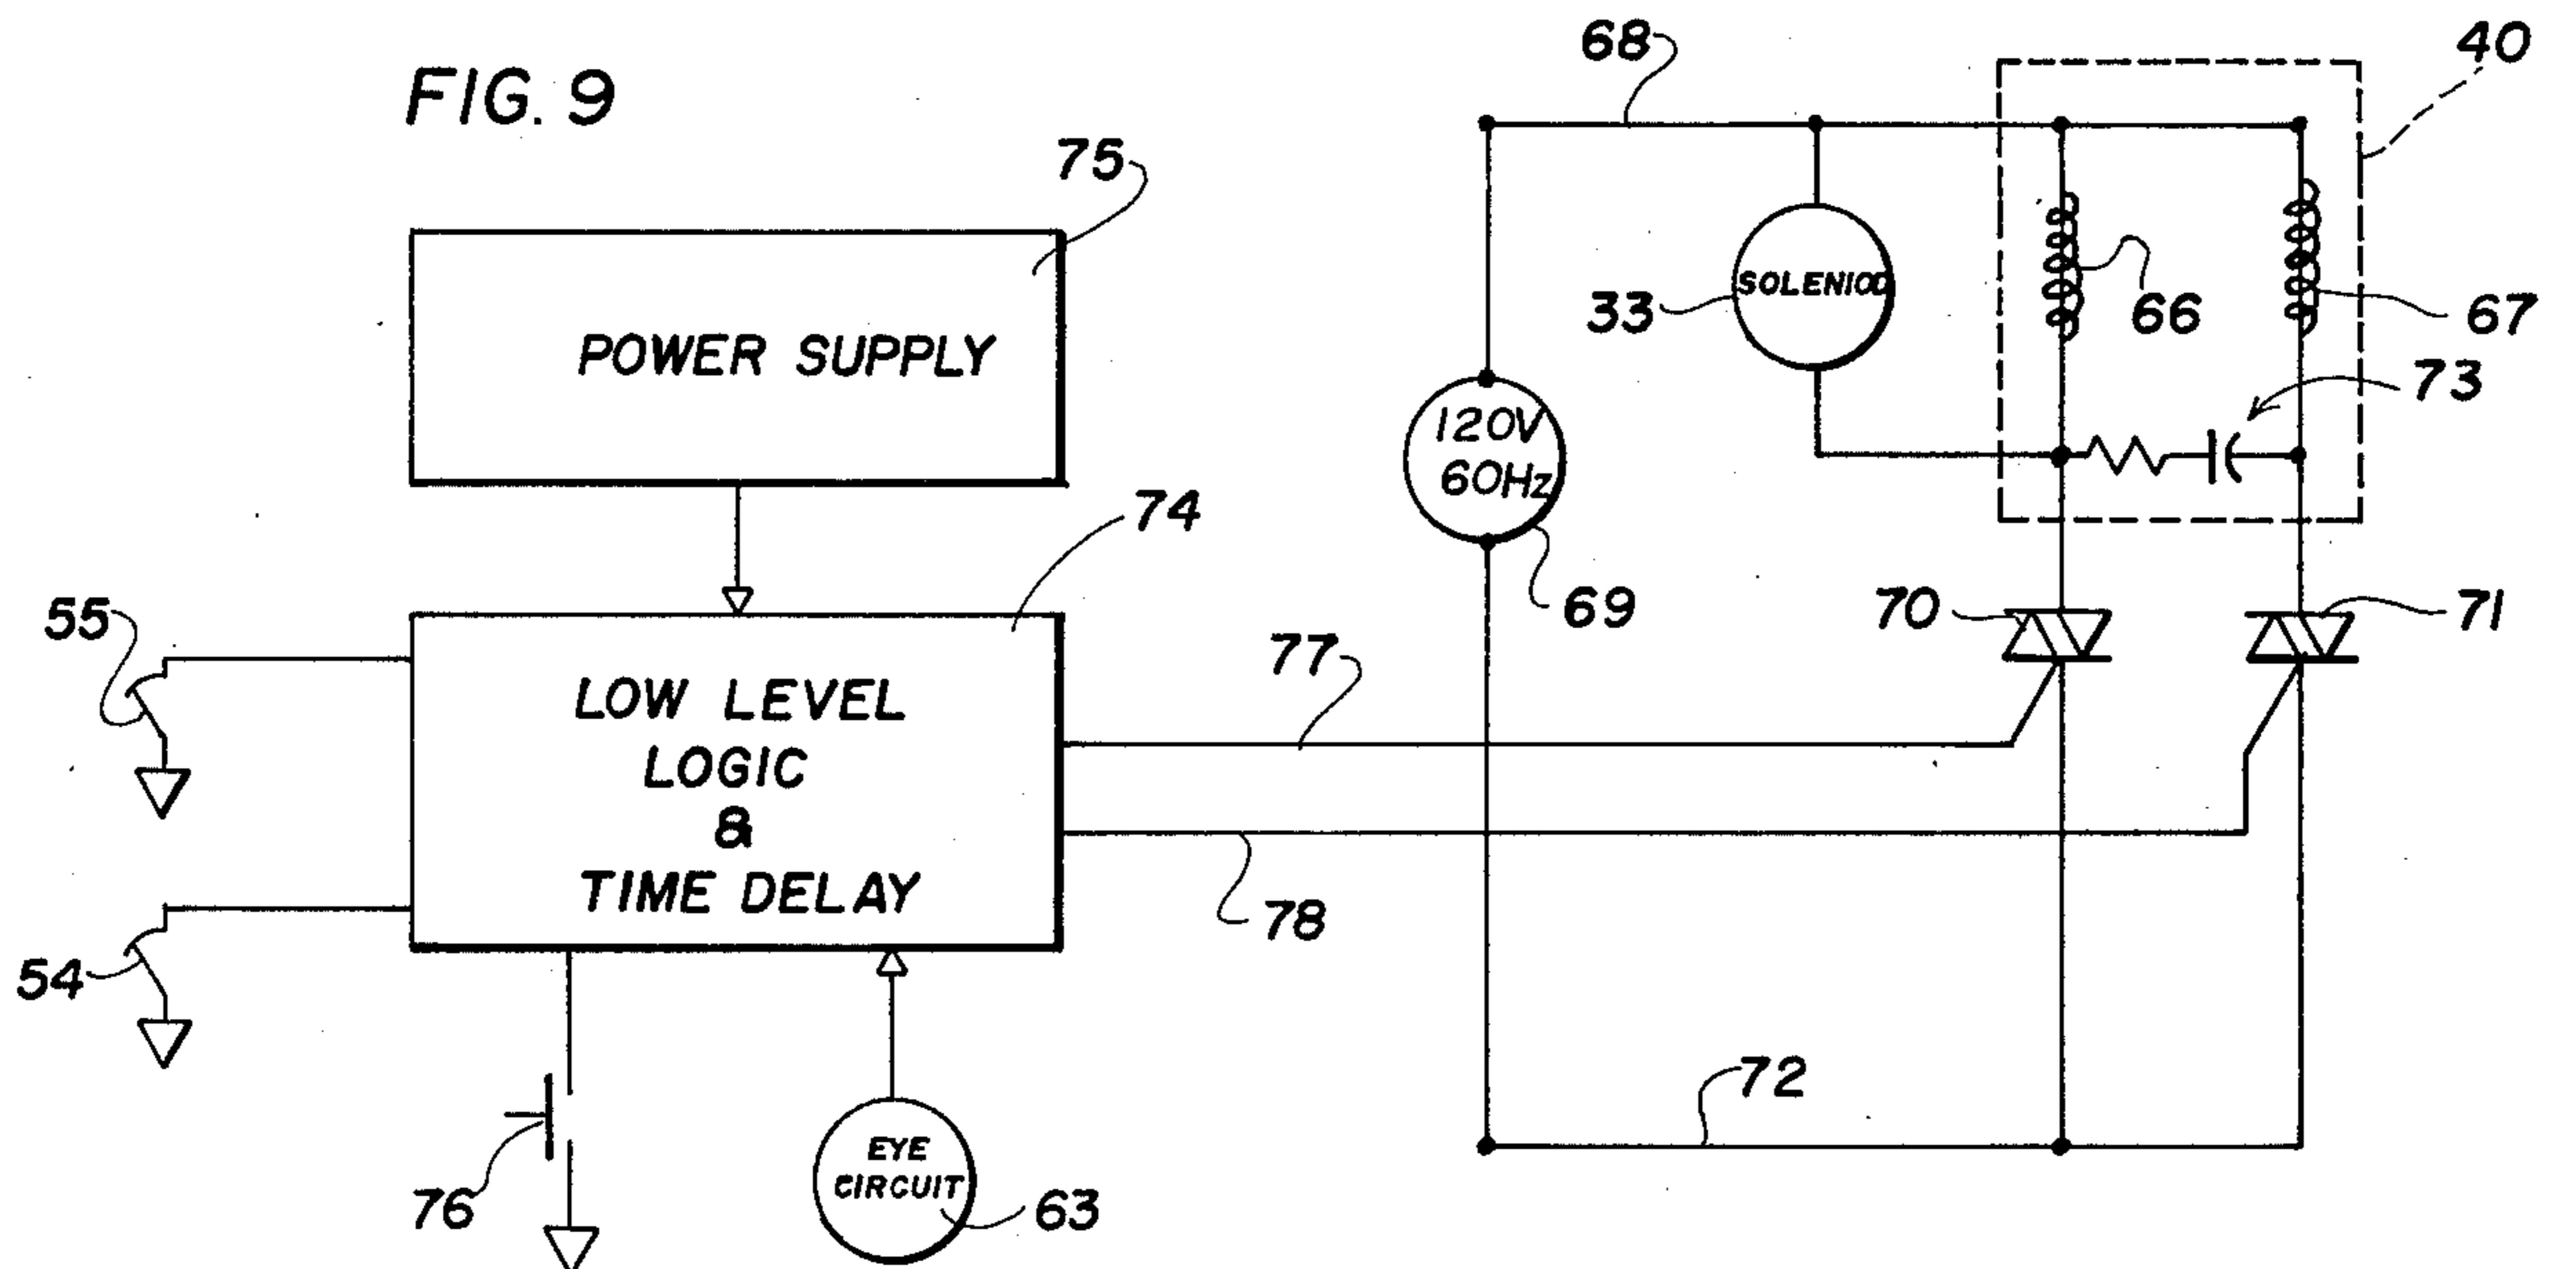 FIG. 9
68
40
75
POWER SUPPLY
SOLENIOD
33
66
67
73
120V
60Hz
69
74
55
70
71
77
LOW LEVEL
LOGIC
&
TIME DELAY
78
54
72
76
EYE
CIRCUIT
63